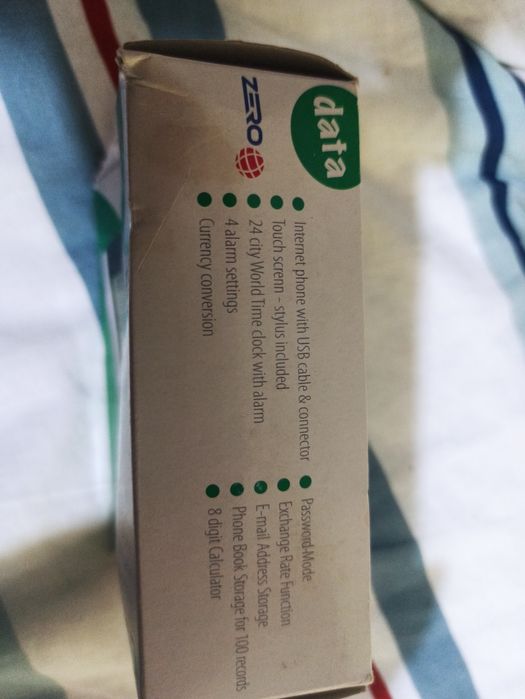 data
ZERO
Internet phone with USB cable & connector
Touch screnn - stylus included
24 city World Time clock with alarm
4 alarm settings
Currency conversion
Password-Mode
Exchange Rate Function
E-mail Address Storage
Phone Book Storage for 100 records
8 digit Calculator